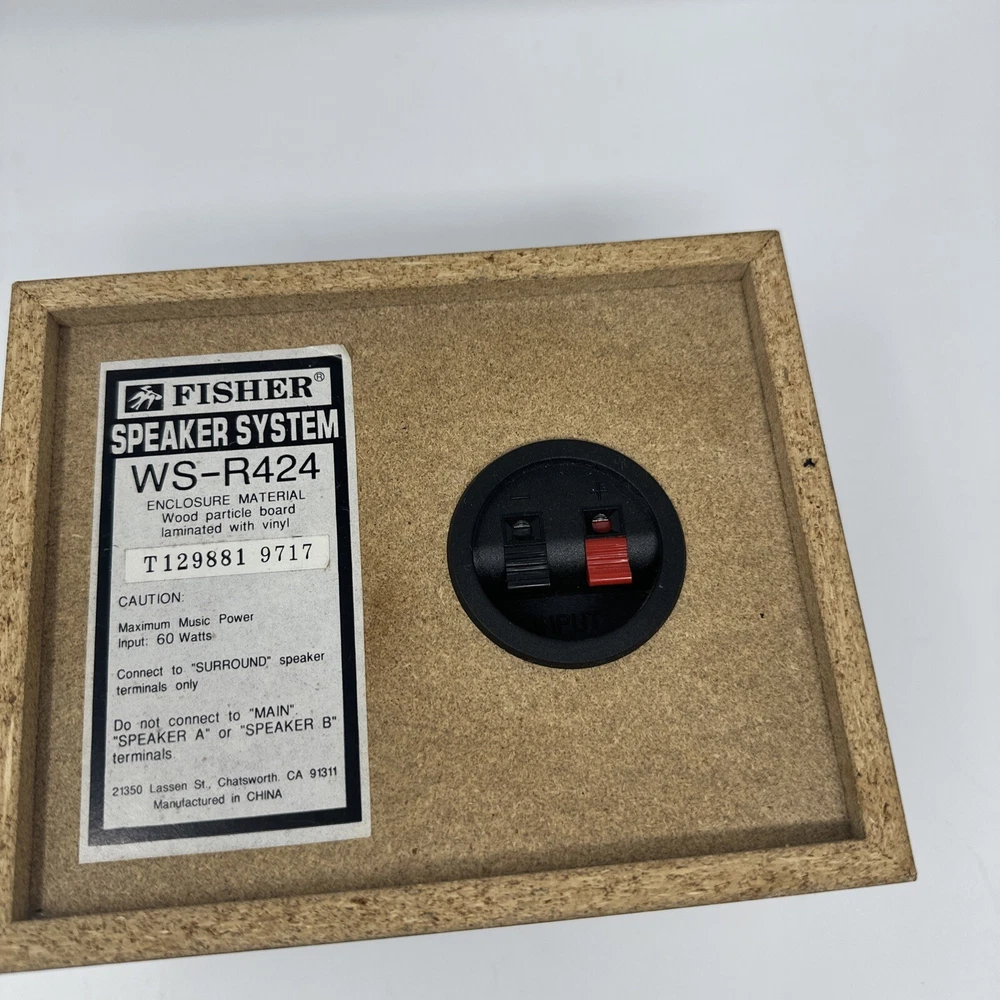 FISHER®
SPEAKER SYSTEM
WS-R424
ENCLOSURE MATERIAL
Wood particle board
laminated with vinyl
T129881 9717
CAUTION:
Maximum Music Power
Input: 60 Watts
Connect to "SURROUND" speaker
terminals only
Do not connect to "MAIN".
"SPEAKER A" or "SPEAKER B"
terminals
21350 Lassen St., Chatsworth. CA 91311
Manufactured in CHINA
- +
INPUT